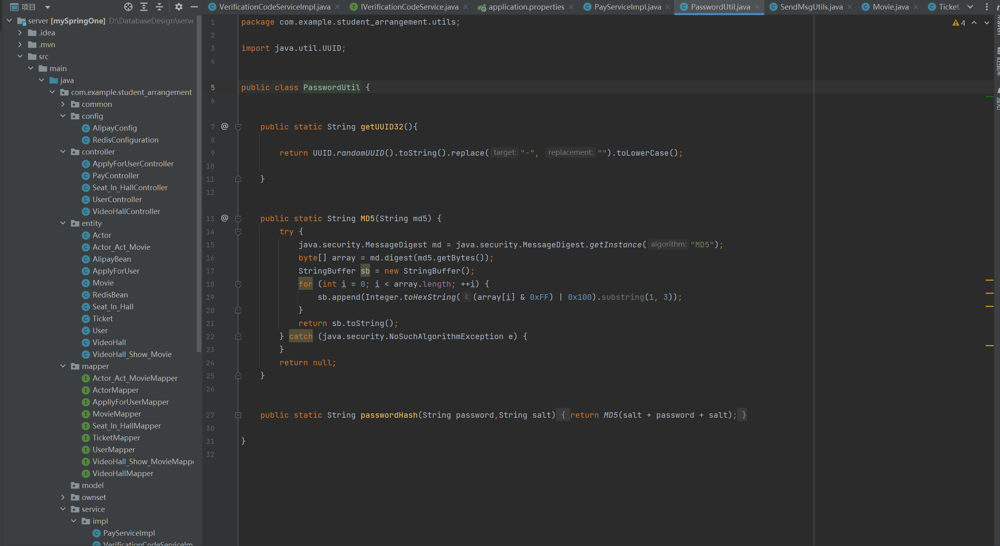 项目
server [mySpringOne] D:\DatabaseDesign\serve
.idea
.mvn
src
main
java
com.example.student_arrangement
common
config
AlipayConfig
RedisConfiguration
controller
ApplyForUserController
PayController
Seat_In_HallController
UserController
VideoHallController
entity
Actor
Actor_Act_Movie
AlipayBean
ApplyForUser
Movie
RedisBean
Seat_In_Hall
Ticket
User
VideoHall
VideoHall_Show_Movie
mapper
Actor_Act_MovieMapper
ActorMapper
AppllyForUserMapper
MovieMapper
Seat_In_HallMapper
TicketMapper
UserMapper
VideoHall_Show_MovieMappe
VideoHallMapper
model
ownset
service
impl
PayServiceImpl
VerificationCodeServiceIm
VerificationCodeServiceImpl.java IVerificationCodeService.java application.properties PayServiceImpl.java PasswordUtil.java SendMsgUtils.java Movie.java Ticket
4
1 package com.example.student_arrangement.utils;
2
3 import java.util.UUID;
4
5 public class PasswordUtil {
6
7 @ public static String getUUID32(){
8
9 return UUID.randomUUID().toString().replace( target: "-", replacement: "").toLowerCase();
10
11 }
12
13 @ public static String MD5(String md5) {
14 try {
15 java.security.MessageDigest md = java.security.MessageDigest.getInstance( algorithm: "MD5");
16 byte[] array = md.digest(md5.getBytes());
17 StringBuffer sb = new StringBuffer();
18 for (int i = 0; i < array.length; ++i) {
19 sb.append(Integer.toHexString( i: (array[i] & 0xFF) | 0x100).substring(1, 3));
20 }
21 return sb.toString();
22 } catch (java.security.NoSuchAlgorithmException e) {
23 }
24 return null;
25 }
26
27 public static String passwordHash(String password,String salt) { return MD5(salt + password + salt); }
30
31 }
32
Maven
数据库
通知